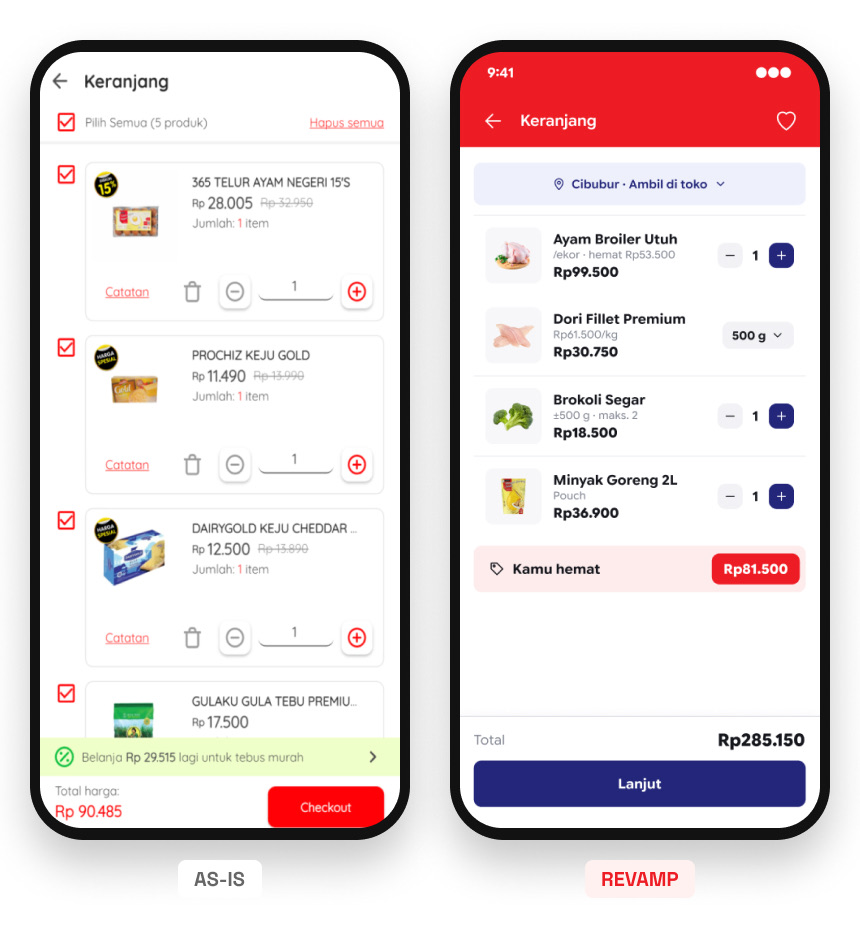 Keranjang
Pilih Semua (5 produk) Hapus semua
15%
365 TELUR AYAM NEGERI 15'S
Rp 28.005 Rp 32.950
Jumlah: 1 item
Catatan 1
HARGA SPESIAL
PROCHIZ KEJU GOLD
Rp 11.490 Rp 13.990
Jumlah: 1 item
Gold
Catatan 1
HARGA SPESIAL
DAIRYGOLD KEJU CHEDDAR ...
Rp 12.500 Rp 13.890
Jumlah: 1 item
Catatan 1
GULAKU GULA TEBU PREMIU...
Rp 17.500
Belanja Rp 29.515 lagi untuk tebus murah
Total harga:
Rp 90.485
Checkout
AS-IS
9:41
Keranjang
Cibubur · Ambil di toko
Ayam Broiler Utuh
/ekor · hemat Rp53.500
Rp99.500
1
Dori Fillet Premium
Rp61.500/kg
Rp30.750
500 g
Brokoli Segar
±500 g · maks. 2
Rp18.500
1
Minyak Goreng 2L
Pouch
Rp36.900
1
Kamu hemat Rp81.500
Total Rp285.150
Lanjut
REVAMP